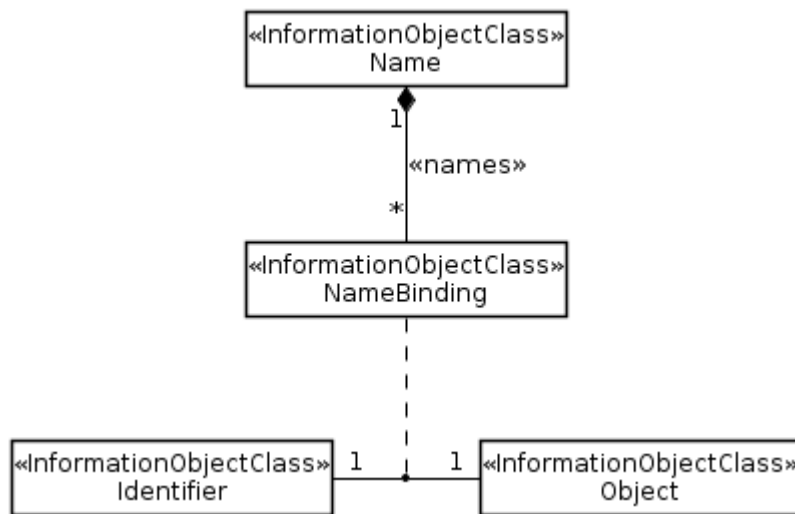 «InformationObjectClass»
Name
1
«names»
*
«InformationObjectClass»
NameBinding
«InformationObjectClass»
Identifier
1
1
«InformationObjectClass»
Object